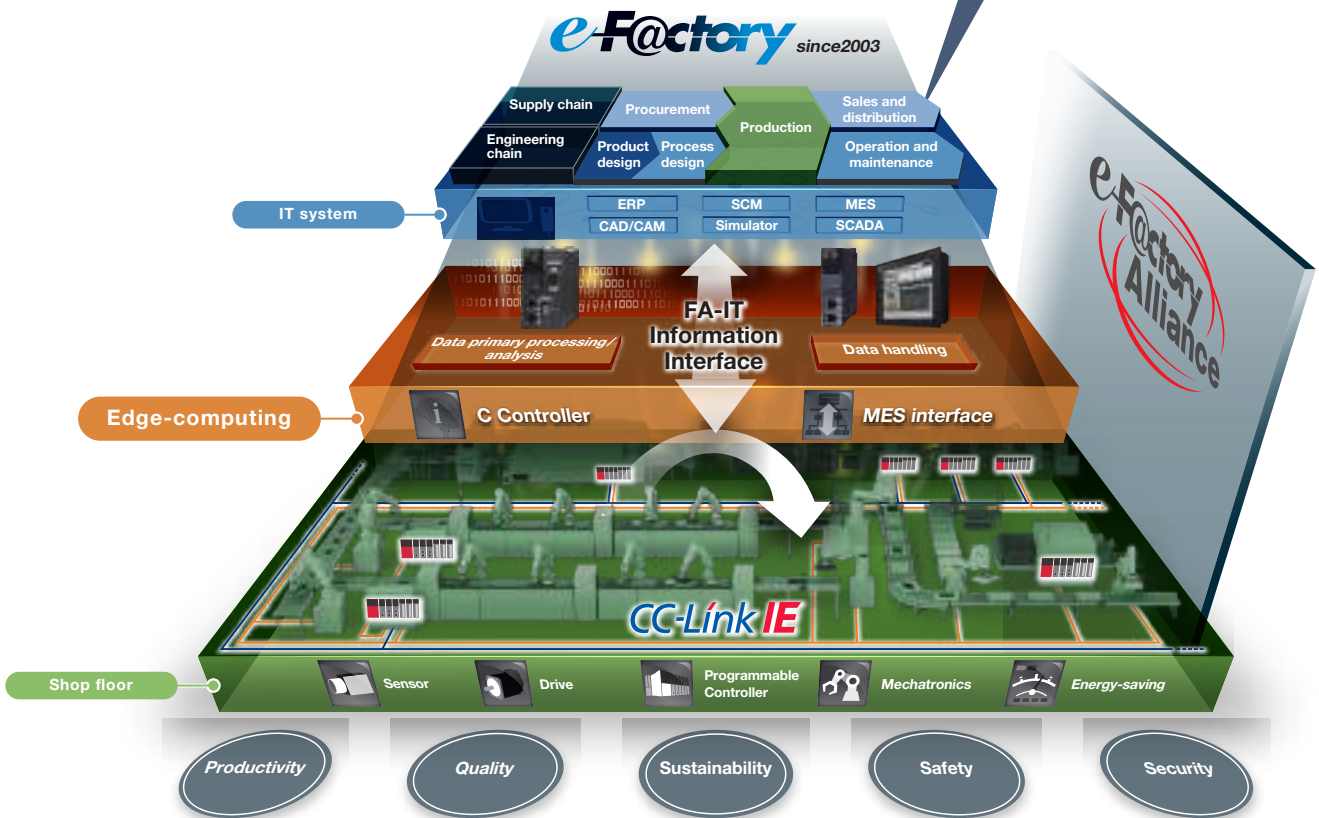 e-F@ctory since2003
Supply chain
Procurement
Production
Sales and
distribution
Engineering
chain
Product
design
Process
design
Operation and
maintenance
IT system
ERP
SCM
MES
CAD/CAM
Simulator
SCADA
FA-IT
Information
Interface
Data primary processing/
analysis
Data handling
Edge-computing
C Controller
MES interface
CC-Link IE
Shop floor
Sensor
Drive
Programmable
Controller
Mechatronics
Energy-saving
Productivity
Quality
Sustainability
Safety
Security
e-F@ctory
Alliance